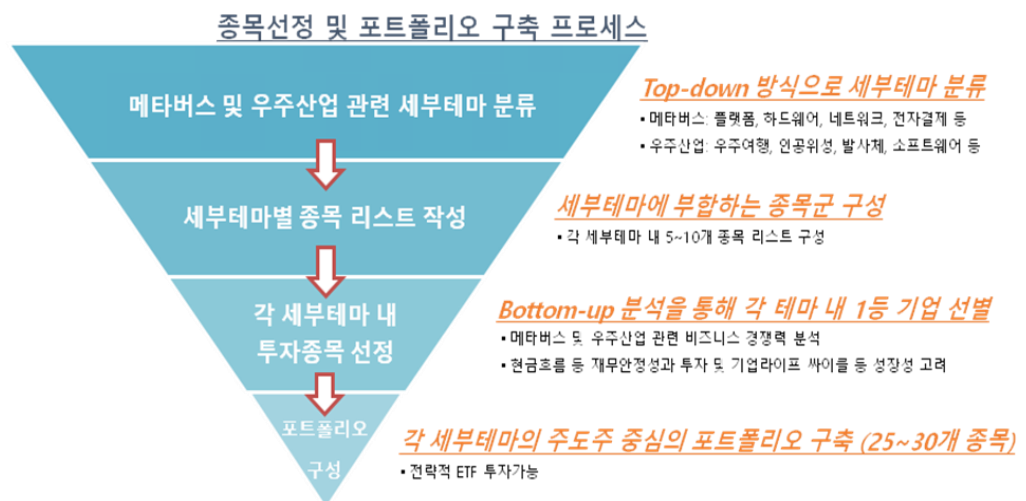 종목선정 및 포트폴리오 구축 프로세스
메타버스 및 우주산업 관련 세부테마 분류
Top-down 방식으로 세부테마 분류
▪ 메타버스: 플랫폼, 하드웨어, 네트워크, 전자결제 등
▪ 우주산업: 우주여행, 인공위성, 발사체, 소프트웨어 등
세부테마별 종목 리스트 작성
세부테마에 부합하는 종목군 구성
▪ 각 세부테마 내 5~10개 종목 리스트 구성
각 세부테마 내
투자종목 선정
Bottom-up 분석을 통해 각 테마 내 1등 기업 선별
▪ 메타버스 및 우주산업 관련 비즈니스 경쟁력 분석
▪ 현금흐름 등 재무안정성과 투자 및 기업라이프 싸이클 등 성장성 고려
포트폴리오
구성
각 세부테마의 주도주 중심의 포트폴리오 구축 (25~30개 종목)
▪ 전략적 ETF 투자가능